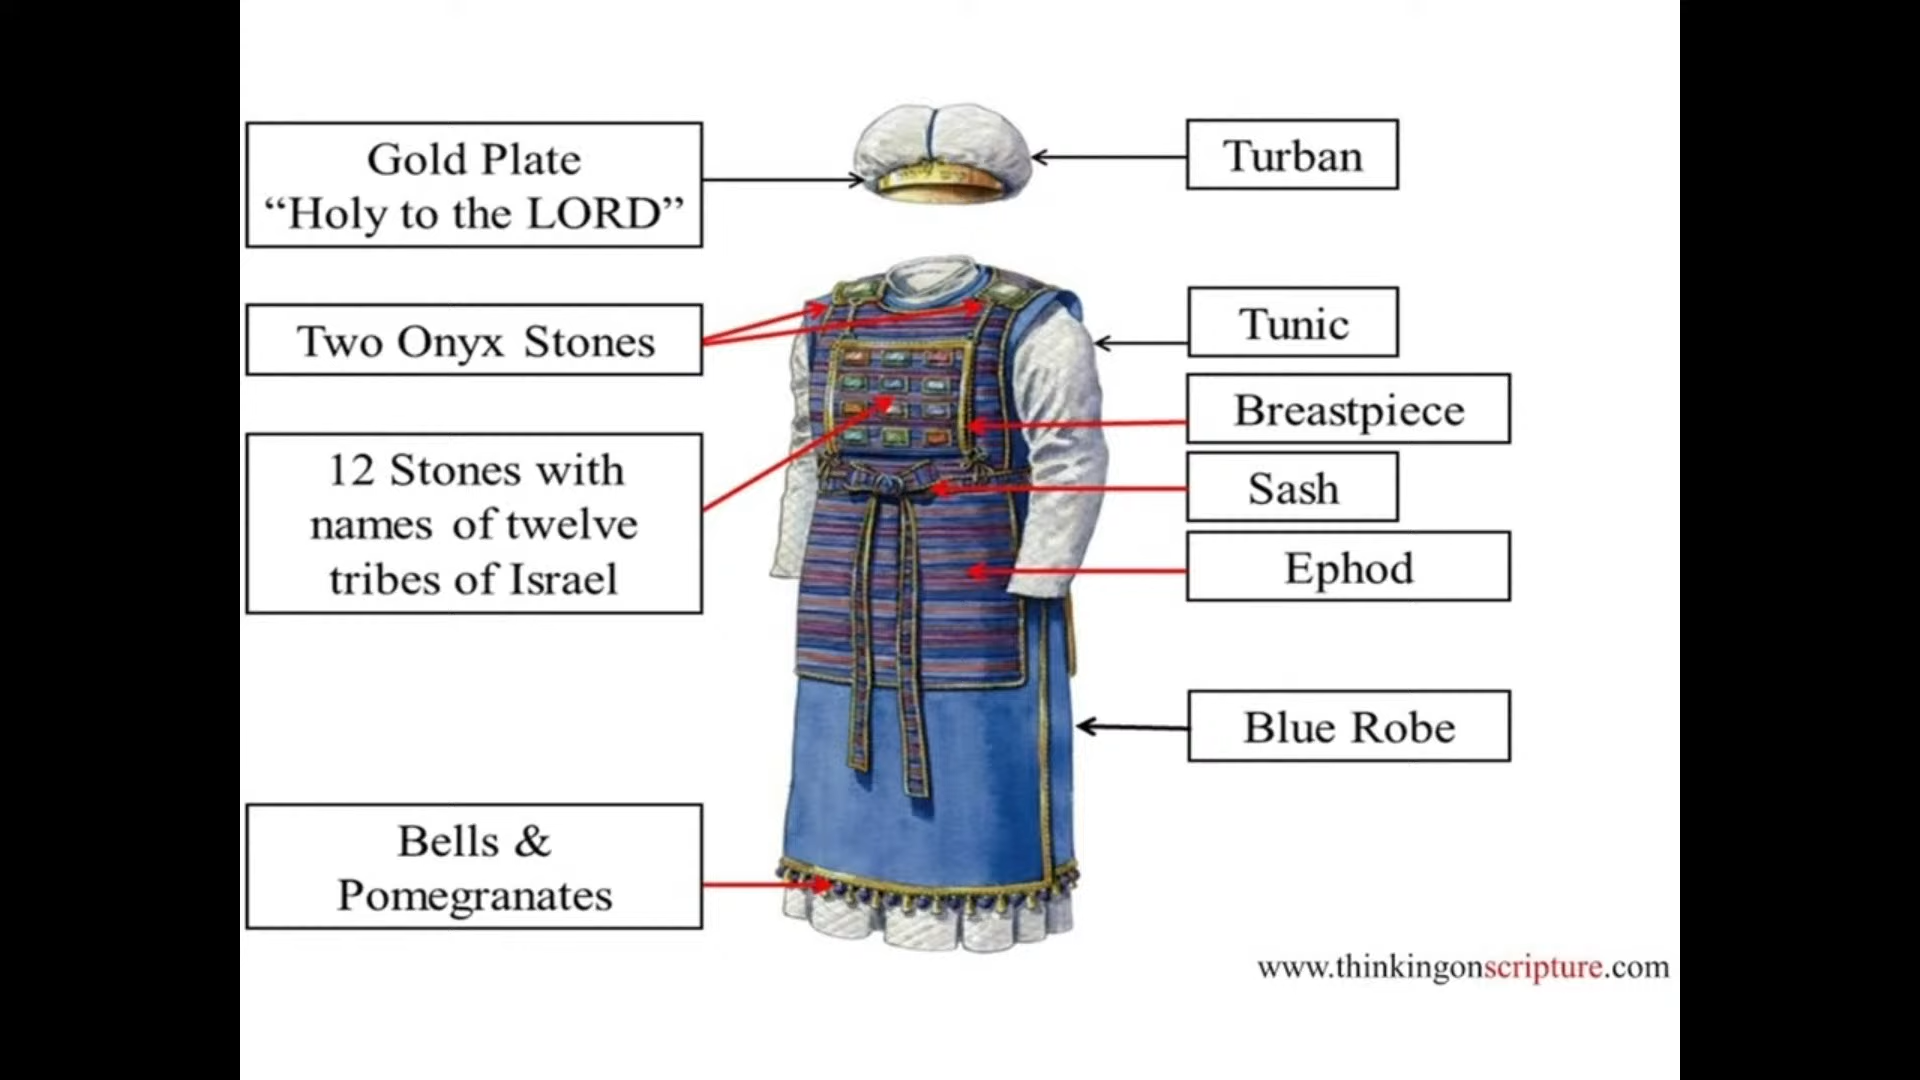 Gold Plate
“Holy to the LORD”
Turban
Two Onyx Stones
Tunic
Breastpiece
12 Stones with
names of twelve
tribes of Israel
Sash
Ephod
Blue Robe
Bells &
Pomegranates
www.thinkingonscripture.com